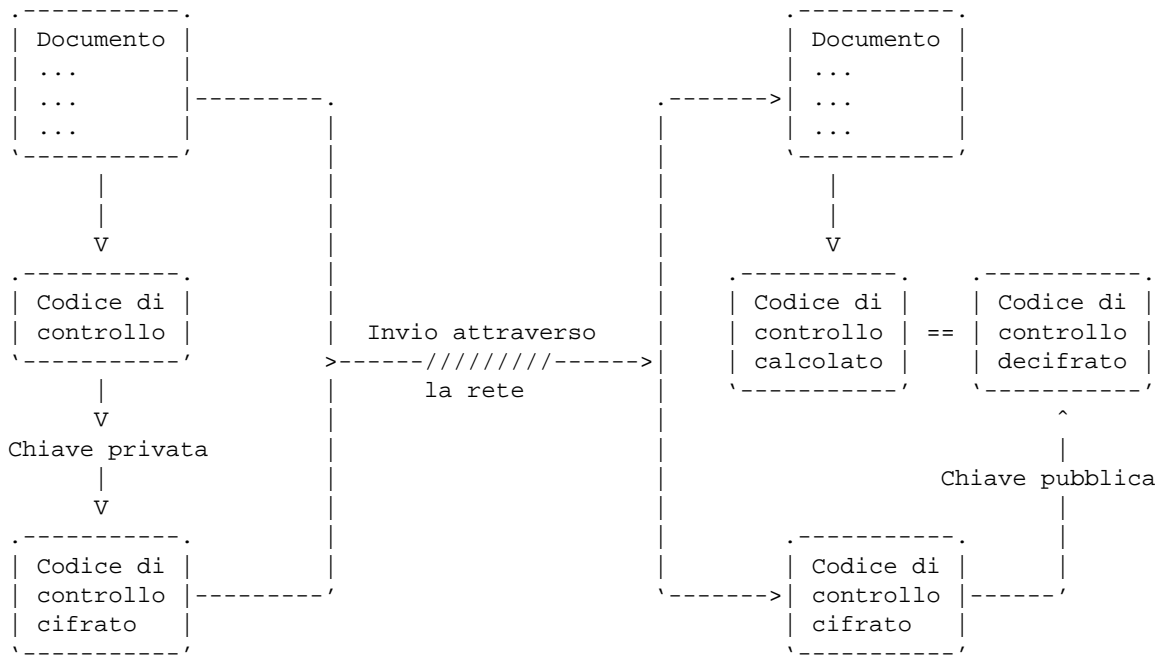 Documento
...
...
...
Codice di
controllo
Chiave privata
Codice di
controllo
cifrato
Invio attraverso
la rete
Documento
...
...
...
Codice di
controllo
calcolato
==
Codice di
controllo
decifrato
Chiave pubblica
Codice di
controllo
cifrato